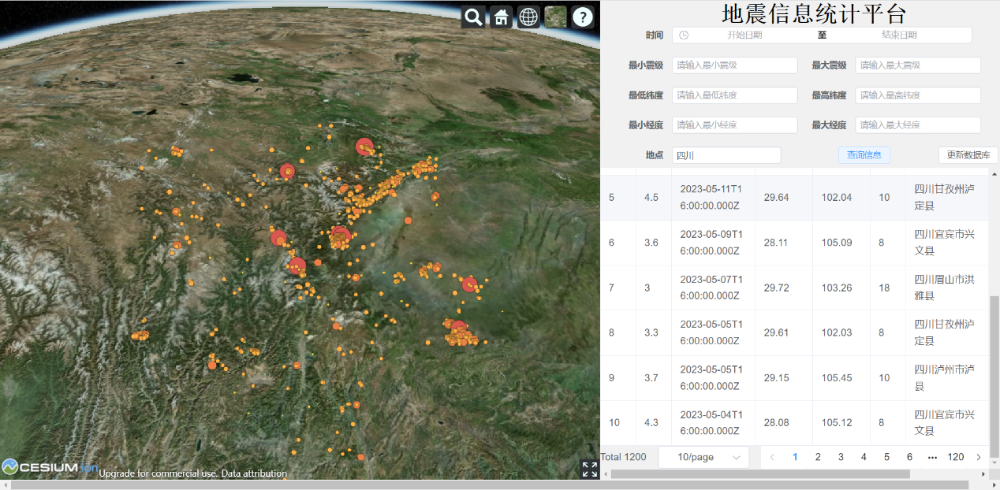 地震信息统计平台
时间 开始日期 至 结束日期
最小震级 请输入最小震级 最大震级 请输入最大震级
最低纬度 请输入最低纬度 最高纬度 请输入最高纬度
最小经度 请输入最小经度 最大经度 请输入最大经度
地点 四川 查询信息 更新数据库
5 4.5 2023-05-11T1 29.64 102.04 10 四川甘孜州泸
6:00:00.000Z 定县
6 3.6 2023-05-09T1 28.11 105.09 8 四川宜宾市兴
6:00:00.000Z 文县
7 3 2023-05-07T1 29.72 103.26 18 四川眉山市洪
6:00:00.000Z 雅县
8 3.3 2023-05-05T1 29.61 102.03 8 四川甘孜州泸
6:00:00.000Z 定县
9 3.7 2023-05-05T1 29.15 105.45 10 四川泸州市泸
6:00:00.000Z 县
10 4.3 2023-05-04T1 28.08 105.12 8 四川宜宾市兴
6:00:00.000Z 文县
Total 1200 10/page 1 2 3 4 5 6 ••• 120
CESIUM ion Upgrade for commercial use. Data attribution